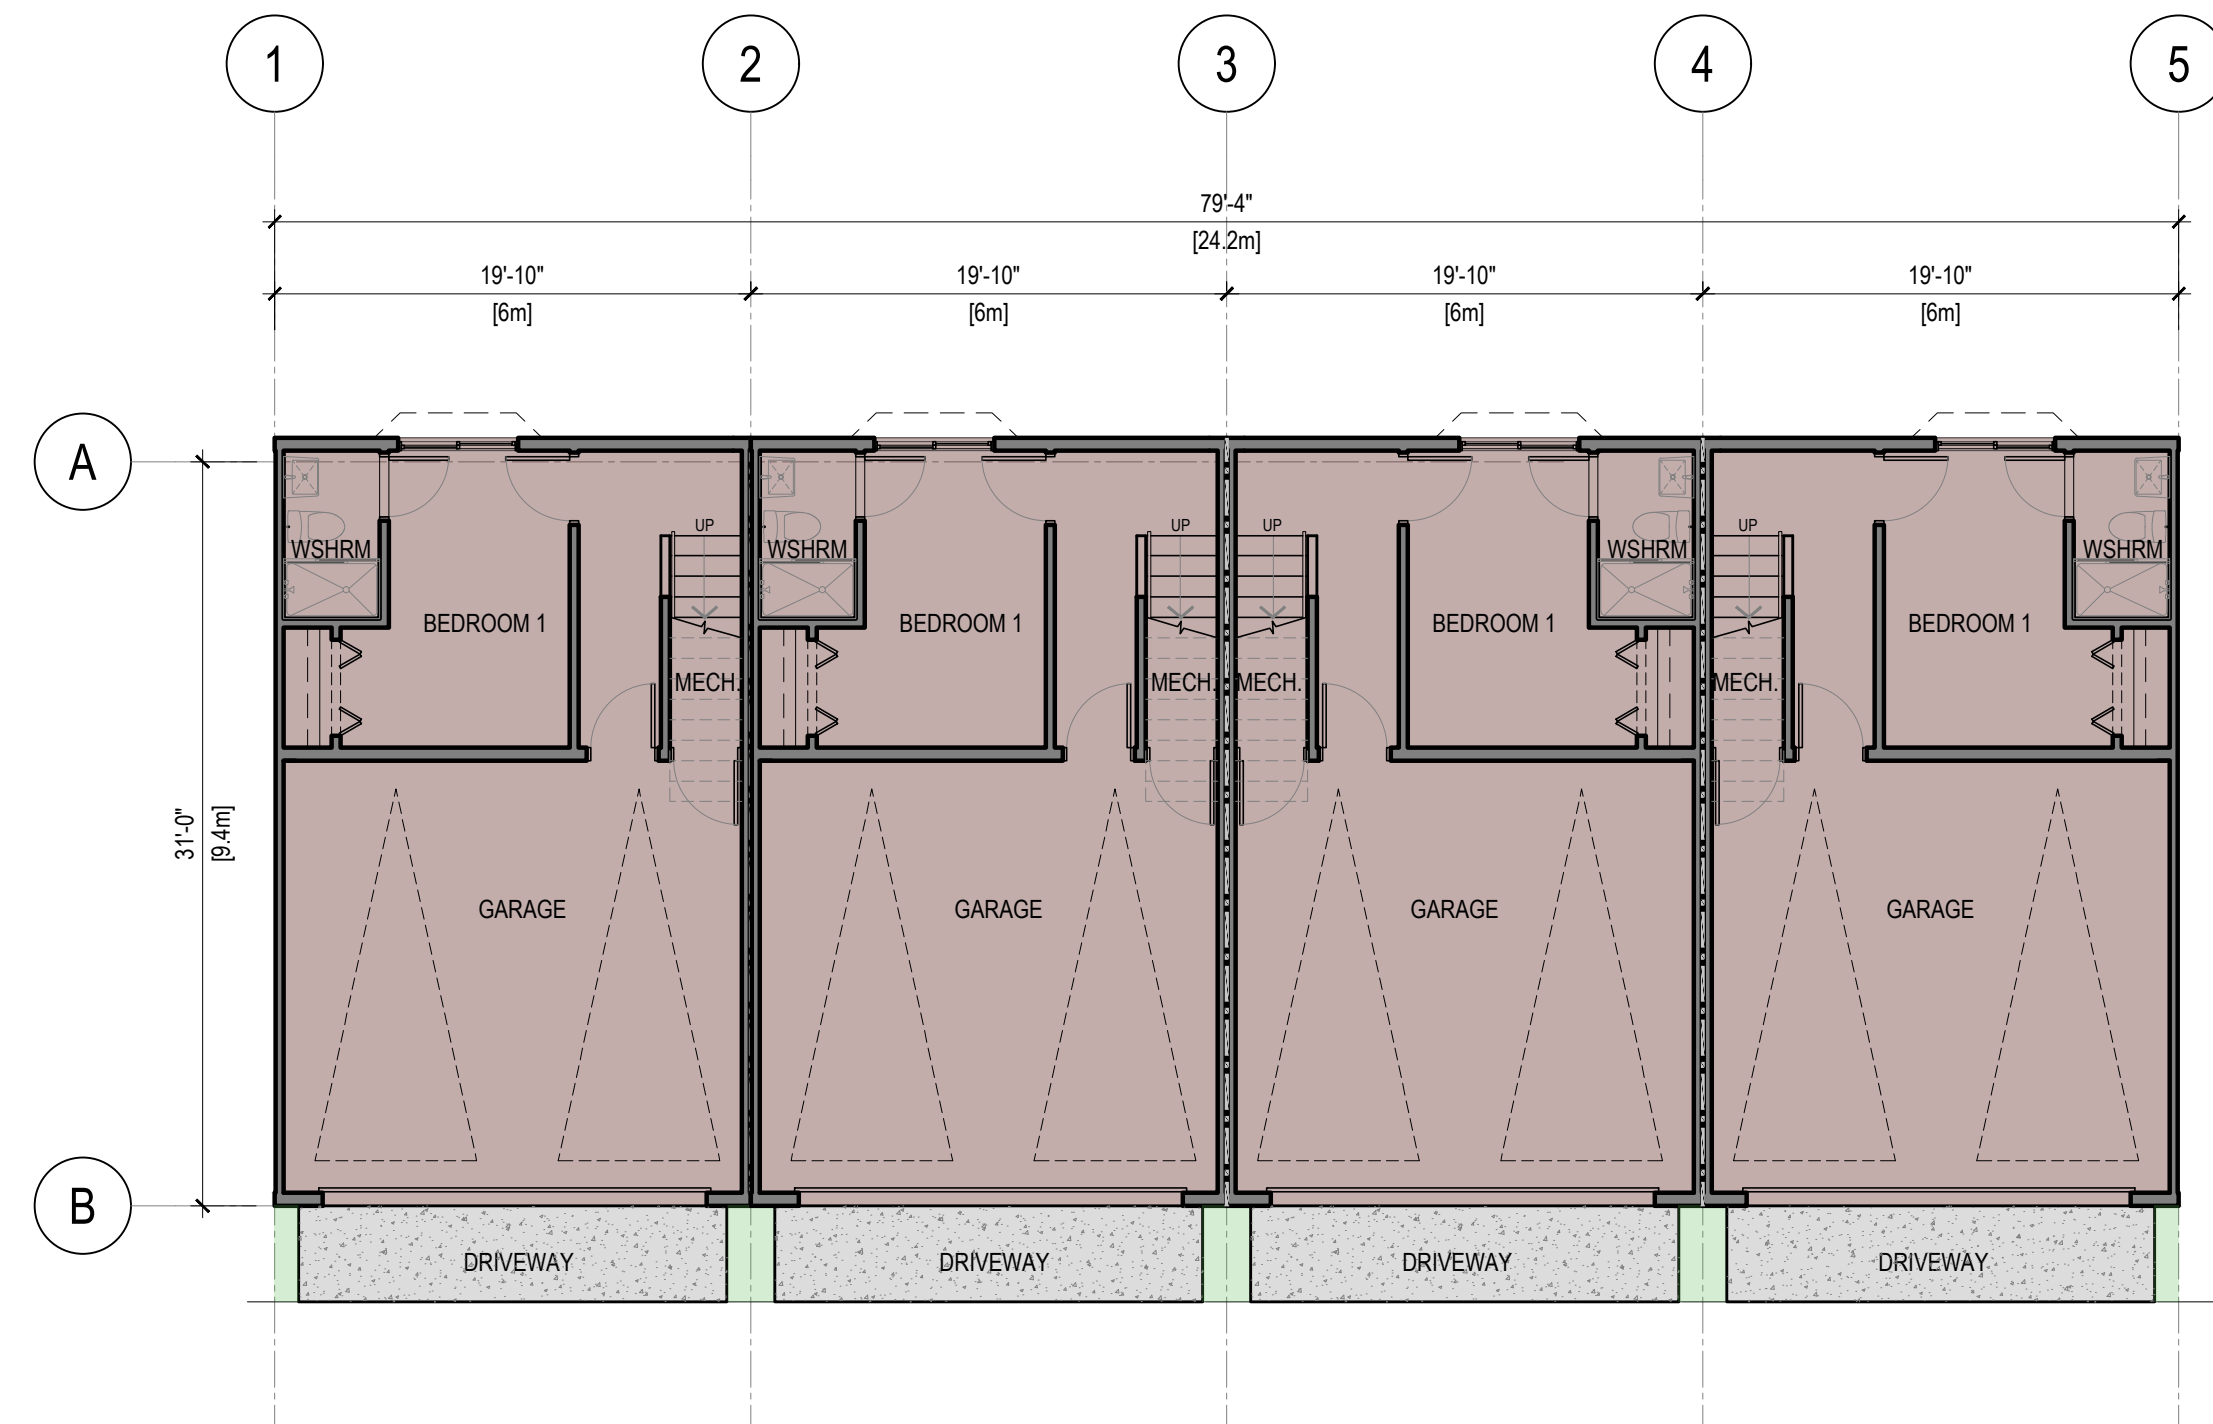 1 2 3 4 5
79'-4"
[24.2m]
19'-10" 19'-10" 19'-10" 19'-10"
[6m] [6m] [6m] [6m]
A
UP UP UP UP
WSHRM WSHRM WSHRM WSHRM
BEDROOM 1 BEDROOM 1 BEDROOM 1 BEDROOM 1
MECH. MECH. MECH. MECH.
31'-0"
[9.4m]
GARAGE GARAGE GARAGE GARAGE
B
DRIVEWAY DRIVEWAY DRIVEWAY DRIVEWAY